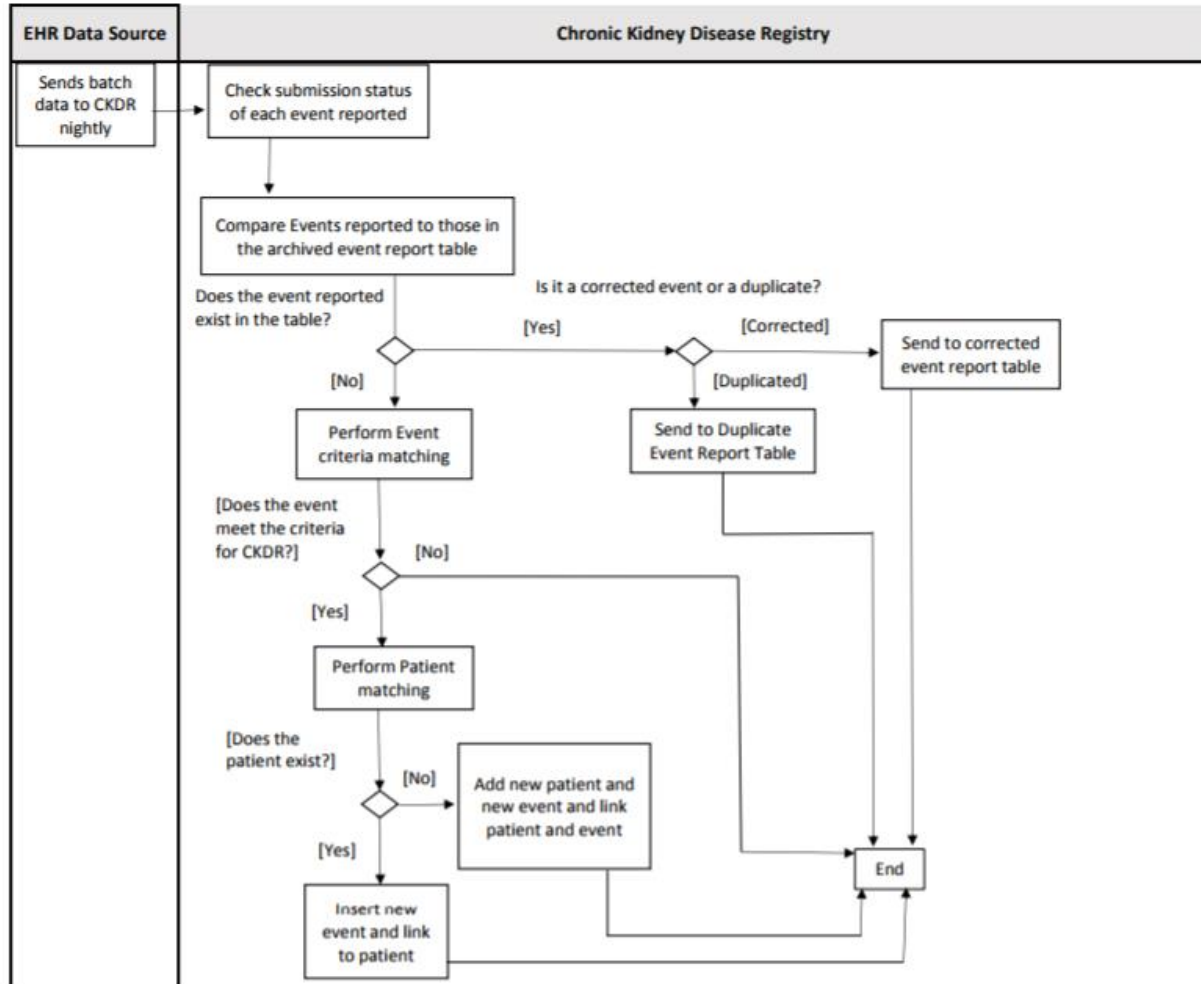 EHR Data Source
Chronic Kidney Disease Registry
Sends batch
data to CKDR
nightly
Check submission status
of each event reported
Compare Events reported to those in
the archived event report table
Does the event reported
exist in the table?
Is it a corrected event or a duplicate?
[Yes]
[Corrected]
Send to corrected
event report table
[No]
[Duplicated]
Perform Event
criteria matching
Send to Duplicate
Event Report Table
[Does the event
meet the criteria
for CKDR?]
[No]
[Yes]
Perform Patient
matching
[Does the
patient exist?]
[No]
Add new patient and
new event and link
patient and event
[Yes]
End
Insert new
event and link
to patient